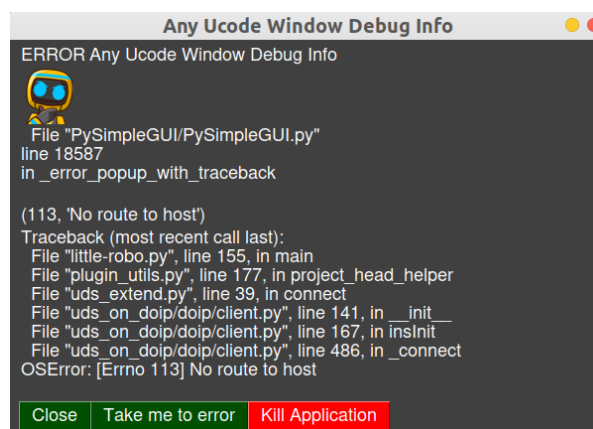 Any Ucode Window Debug Info
ERROR Any Ucode Window Debug Info
File "PySimpleGUI/PySimpleGUI.py"
line 18587
in _error_popup_with_traceback
(113, 'No route to host')
Traceback (most recent call last):
File "little-robo.py", line 155, in main
File "plugin_utils.py", line 177, in project_head_helper
File "uds_extend.py", line 39, in connect
File "uds_on_doip/doip/client.py", line 141, in __init__
File "uds_on_doip/doip/client.py", line 167, in insInit
File "uds_on_doip/doip/client.py", line 486, in _connect
OSError: [Errno 113] No route to host
Close Take me to error Kill Application